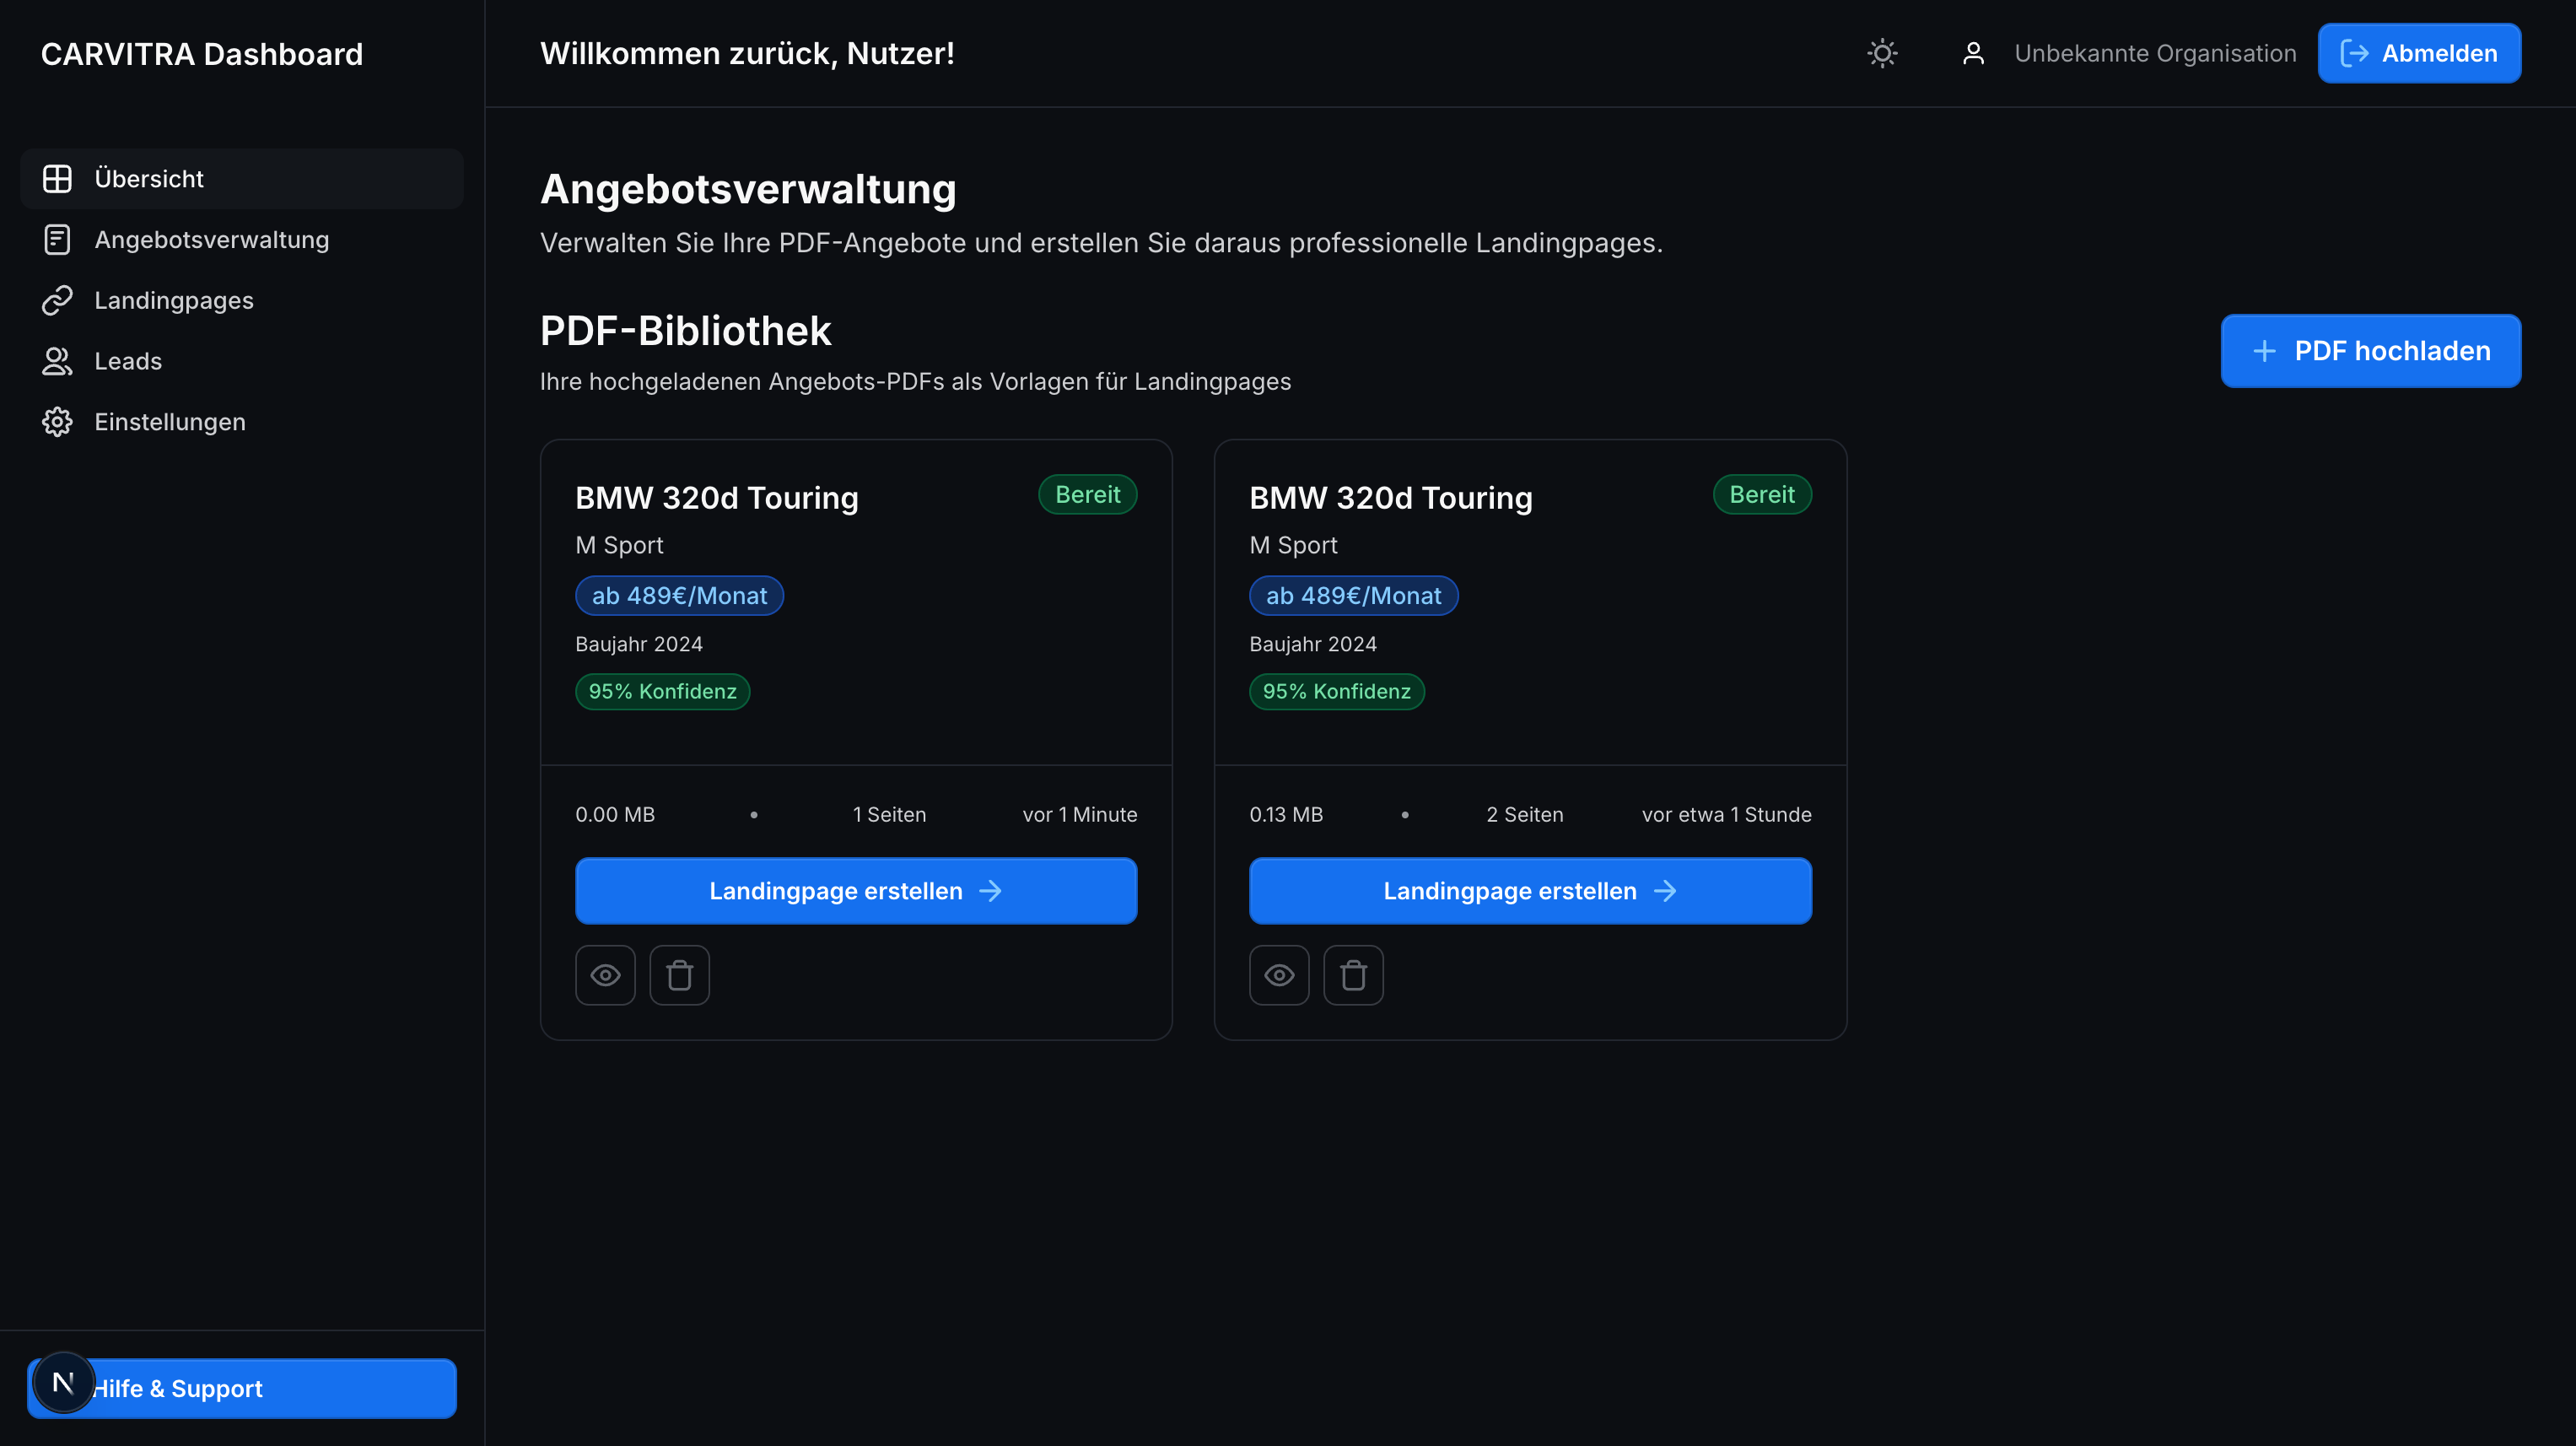 CARVITRA Dashboard
Übersicht
Angebotsverwaltung
Landingpages
Leads
Einstellungen
Hilfe & Support
Willkommen zurück, Nutzer!
Unbekannte Organisation
Abmelden
Angebotsverwaltung
Verwalten Sie Ihre PDF-Angebote und erstellen Sie daraus professionelle Landingpages.
PDF-Bibliothek
Ihre hochgeladenen Angebots-PDFs als Vorlagen für Landingpages
PDF hochladen
BMW 320d Touring
Bereit
M Sport
ab 489€/Monat
Baujahr 2024
95% Konfidenz
0.00 MB • 1 Seiten vor 1 Minute
Landingpage erstellen
BMW 320d Touring
Bereit
M Sport
ab 489€/Monat
Baujahr 2024
95% Konfidenz
0.13 MB • 2 Seiten vor etwa 1 Stunde
Landingpage erstellen